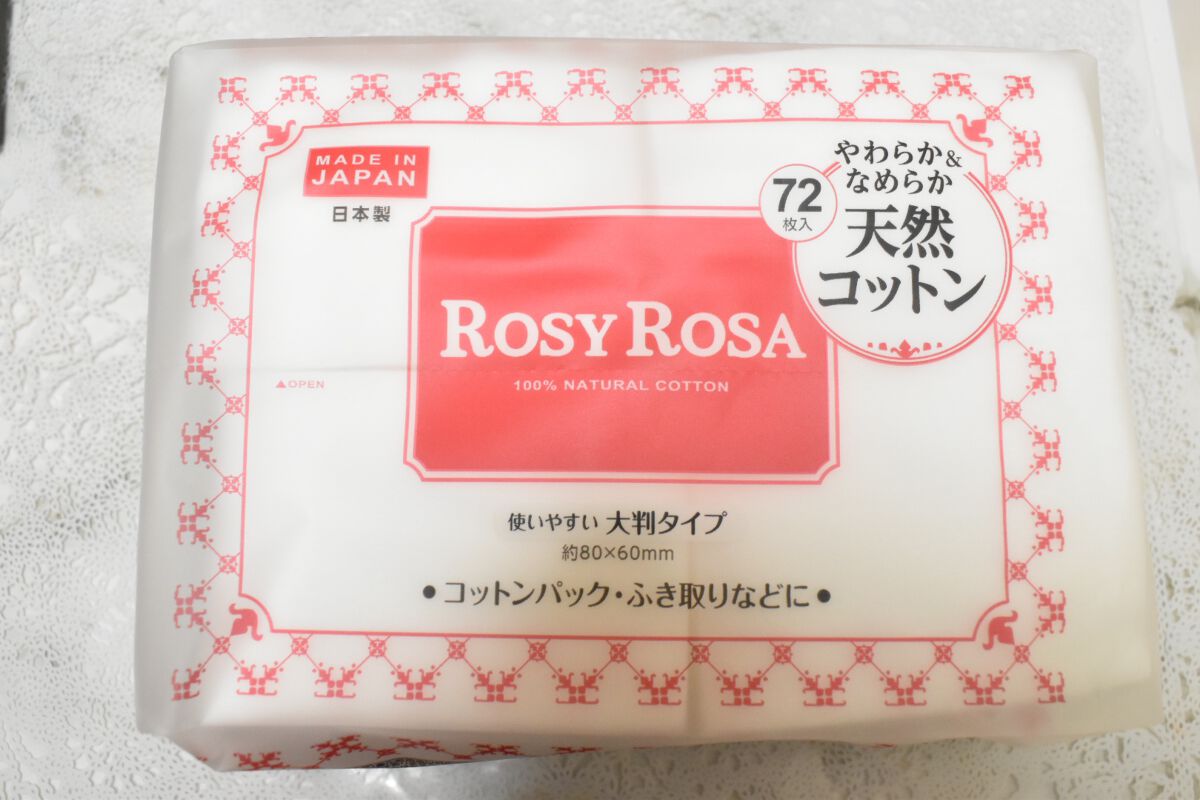 MADE IN
JAPAN
日本製
72
枚入
やわらか&
なめらか
天然
コットン
ROSY ROSA
100% NATURAL COTTON
▲OPEN
使いやすい 大判タイプ
約80×60mm
•コットンパック・ふき取りなどに•